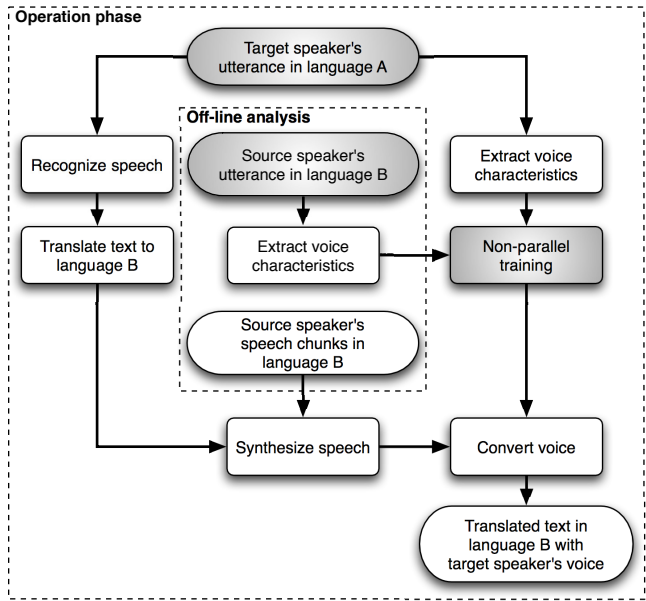 Operation phase
Target speaker's
utterance in language A
Off-line analysis
Recognize speech
Source speaker's
utterance in language B
Extract voice
characteristics
Translate text to
language B
Extract voice
characteristics
Non-parallel
training
Source speaker's
speech chunks in
language B
Synthesize speech
Convert voice
Translated text in
language B with
target speaker's voice